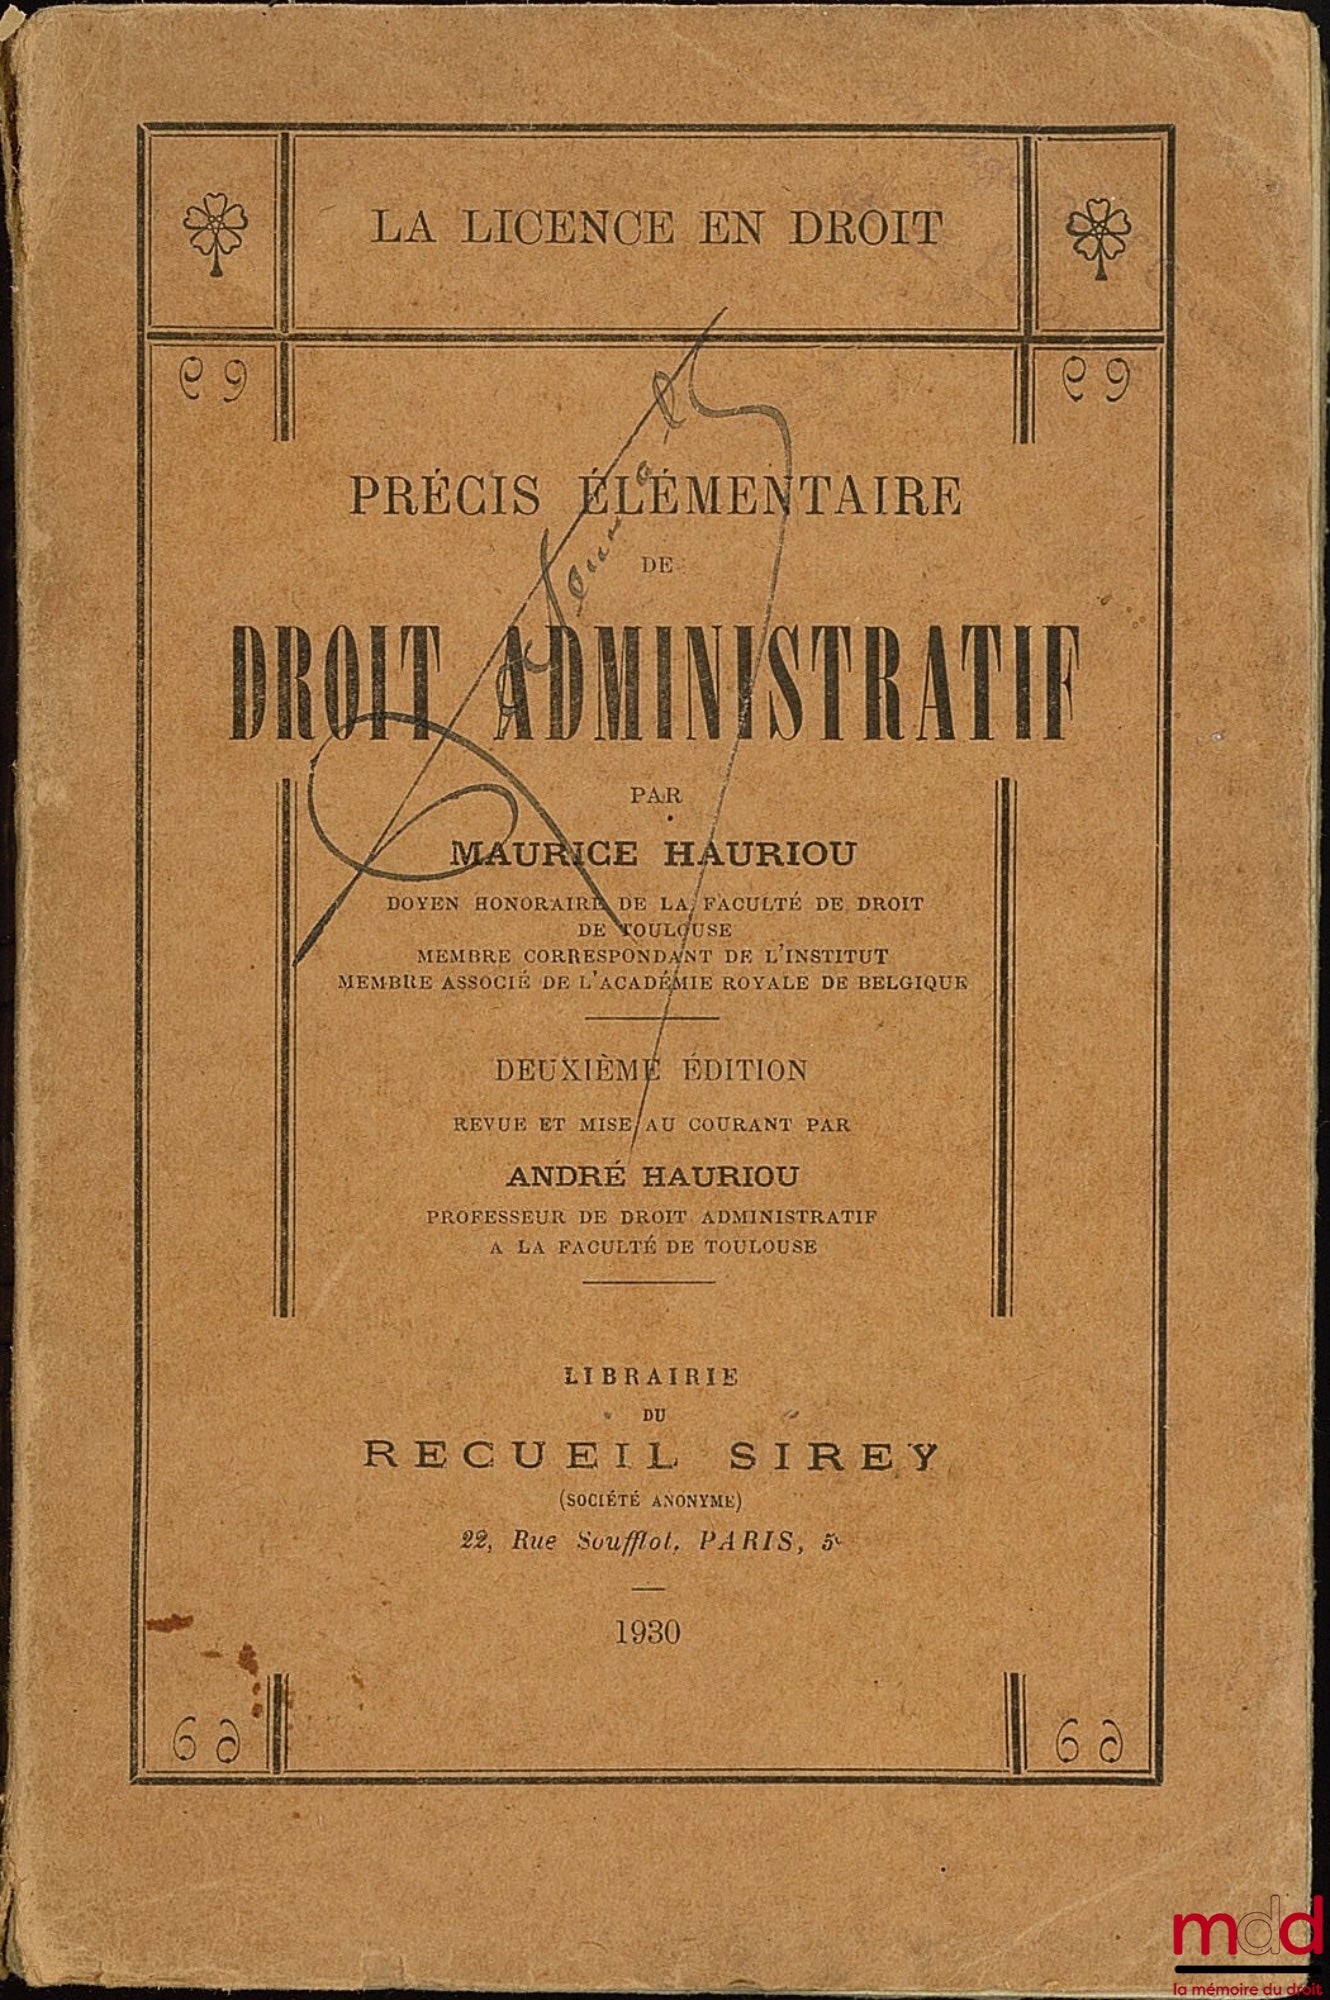 LA LICENCE EN DROIT
PRÉCIS ÉLÉMENTAIRE
DE
DROIT ADMINISTRATIF
PAR
MAURICE HAURIOU
DOYEN HONORAIRE DE LA FACULTÉ DE DROIT
DE TOULOUSE
MEMBRE CORRESPONDANT DE L'INSTITUT
MEMBRE ASSOCIÉ DE L'ACADÉMIE ROYALE DE BELGIQUE
DEUXIÈME ÉDITION
REVUE ET MISE AU COURANT PAR
ANDRÉ HAURIOU
PROFESSEUR DE DROIT ADMINISTRATIF
A LA FACULTÉ DE TOULOUSE
LIBRAIRIE
DU
RECUEIL SIREY
(SOCIÉTÉ ANONYME)
22, Rue Soufflot, PARIS, 5e
1930
mdd
la mémoire du droit